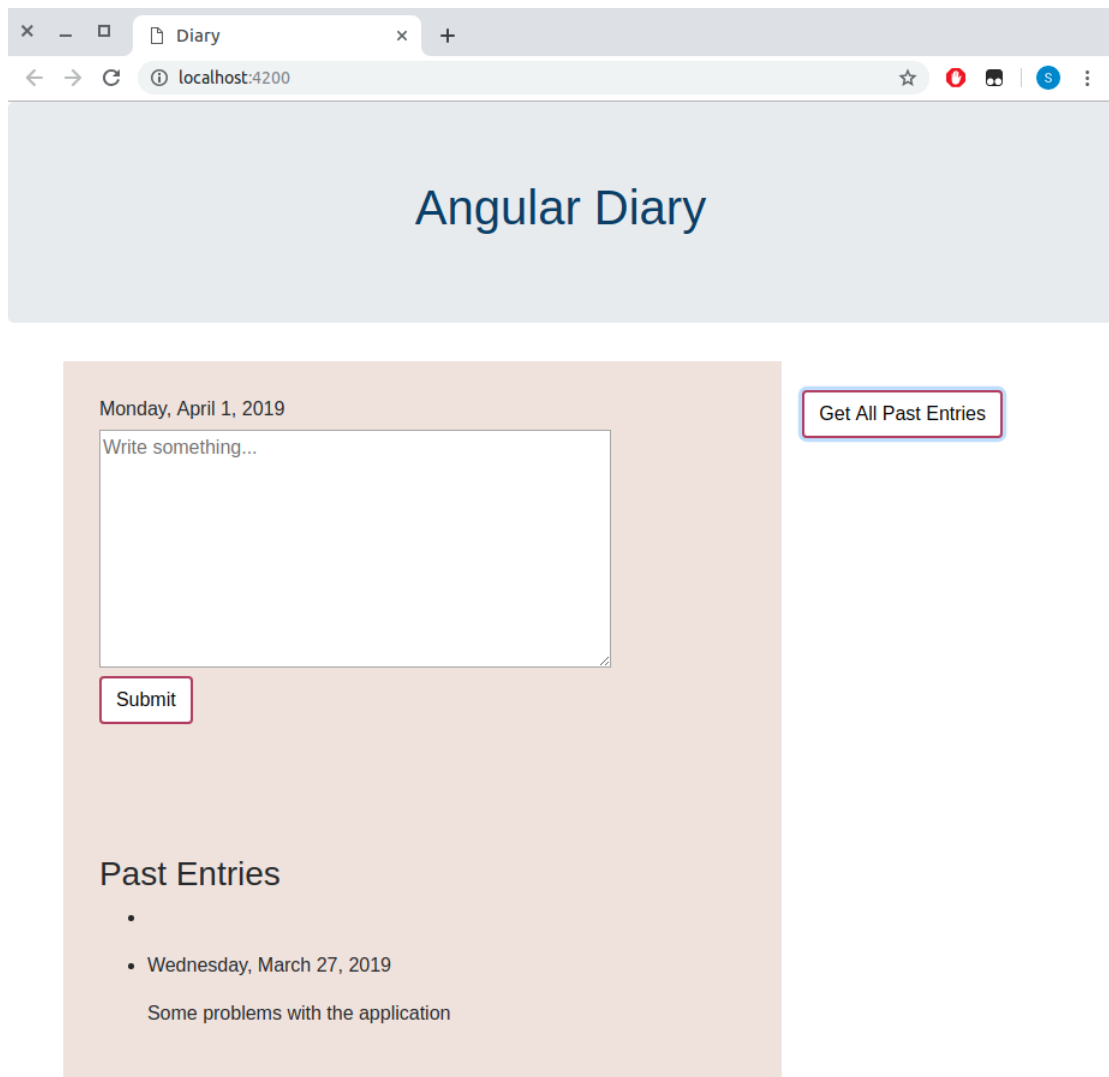 Diary
localhost:4200
S
Angular Diary
Monday, April 1, 2019
Get All Past Entries
Write something...
Submit
Past Entries
Wednesday, March 27, 2019
Some problems with the application